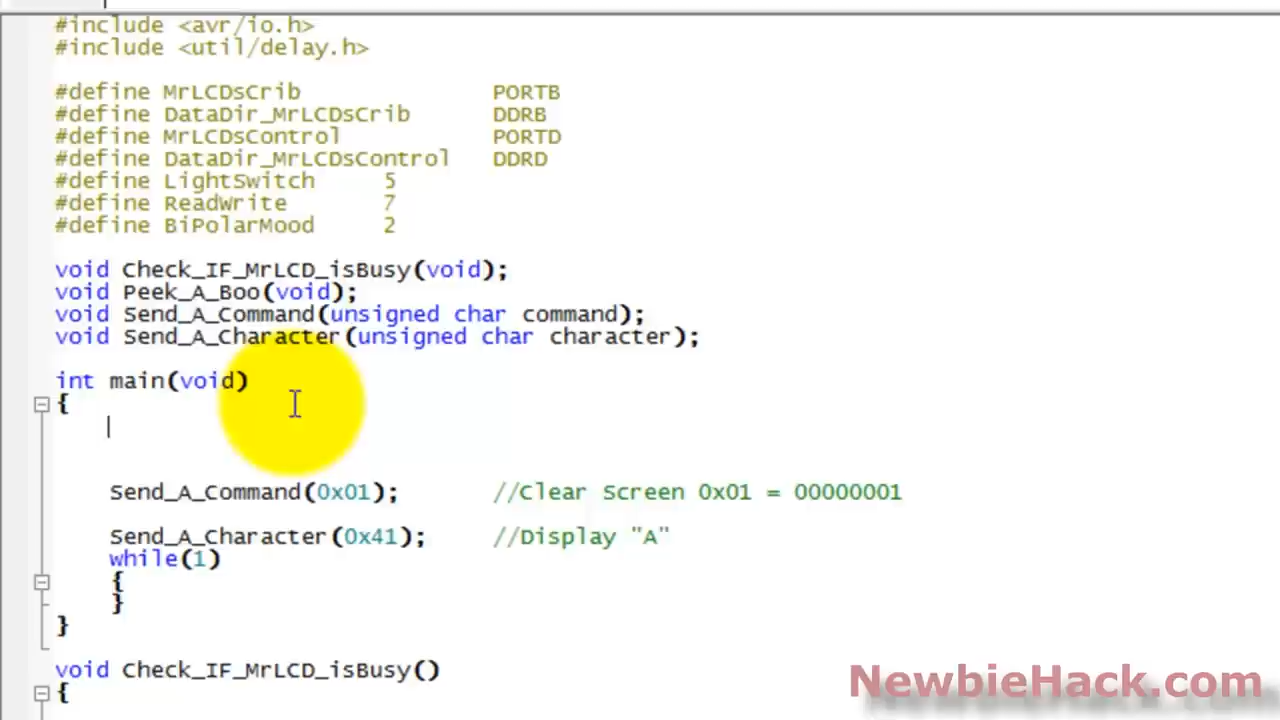 #include <avr/io.h>
#include <util/delay.h>
#define MrLCDsCrib PORTB
#define DataDir_MrLCDsCrib DDRB
#define MrLCDsControl PORTD
#define DataDir_MrLCDsControl DDRD
#define LightSwitch 5
#define ReadWrite 7
#define BiPolarMood 2
void Check_IF_MrLCD_isBusy(void);
void Peek_A_Boo(void);
void Send_A_Command(unsigned char command);
void Send_A_Character(unsigned char character);
int main(void)
{
Send_A_Command(0x01); //Clear Screen 0x01 = 00000001
Send_A_Character(0x41); //Display "A"
while(1)
{
}
}
void Check_IF_MrLCD_isBusy()
{
NewbieHack.com